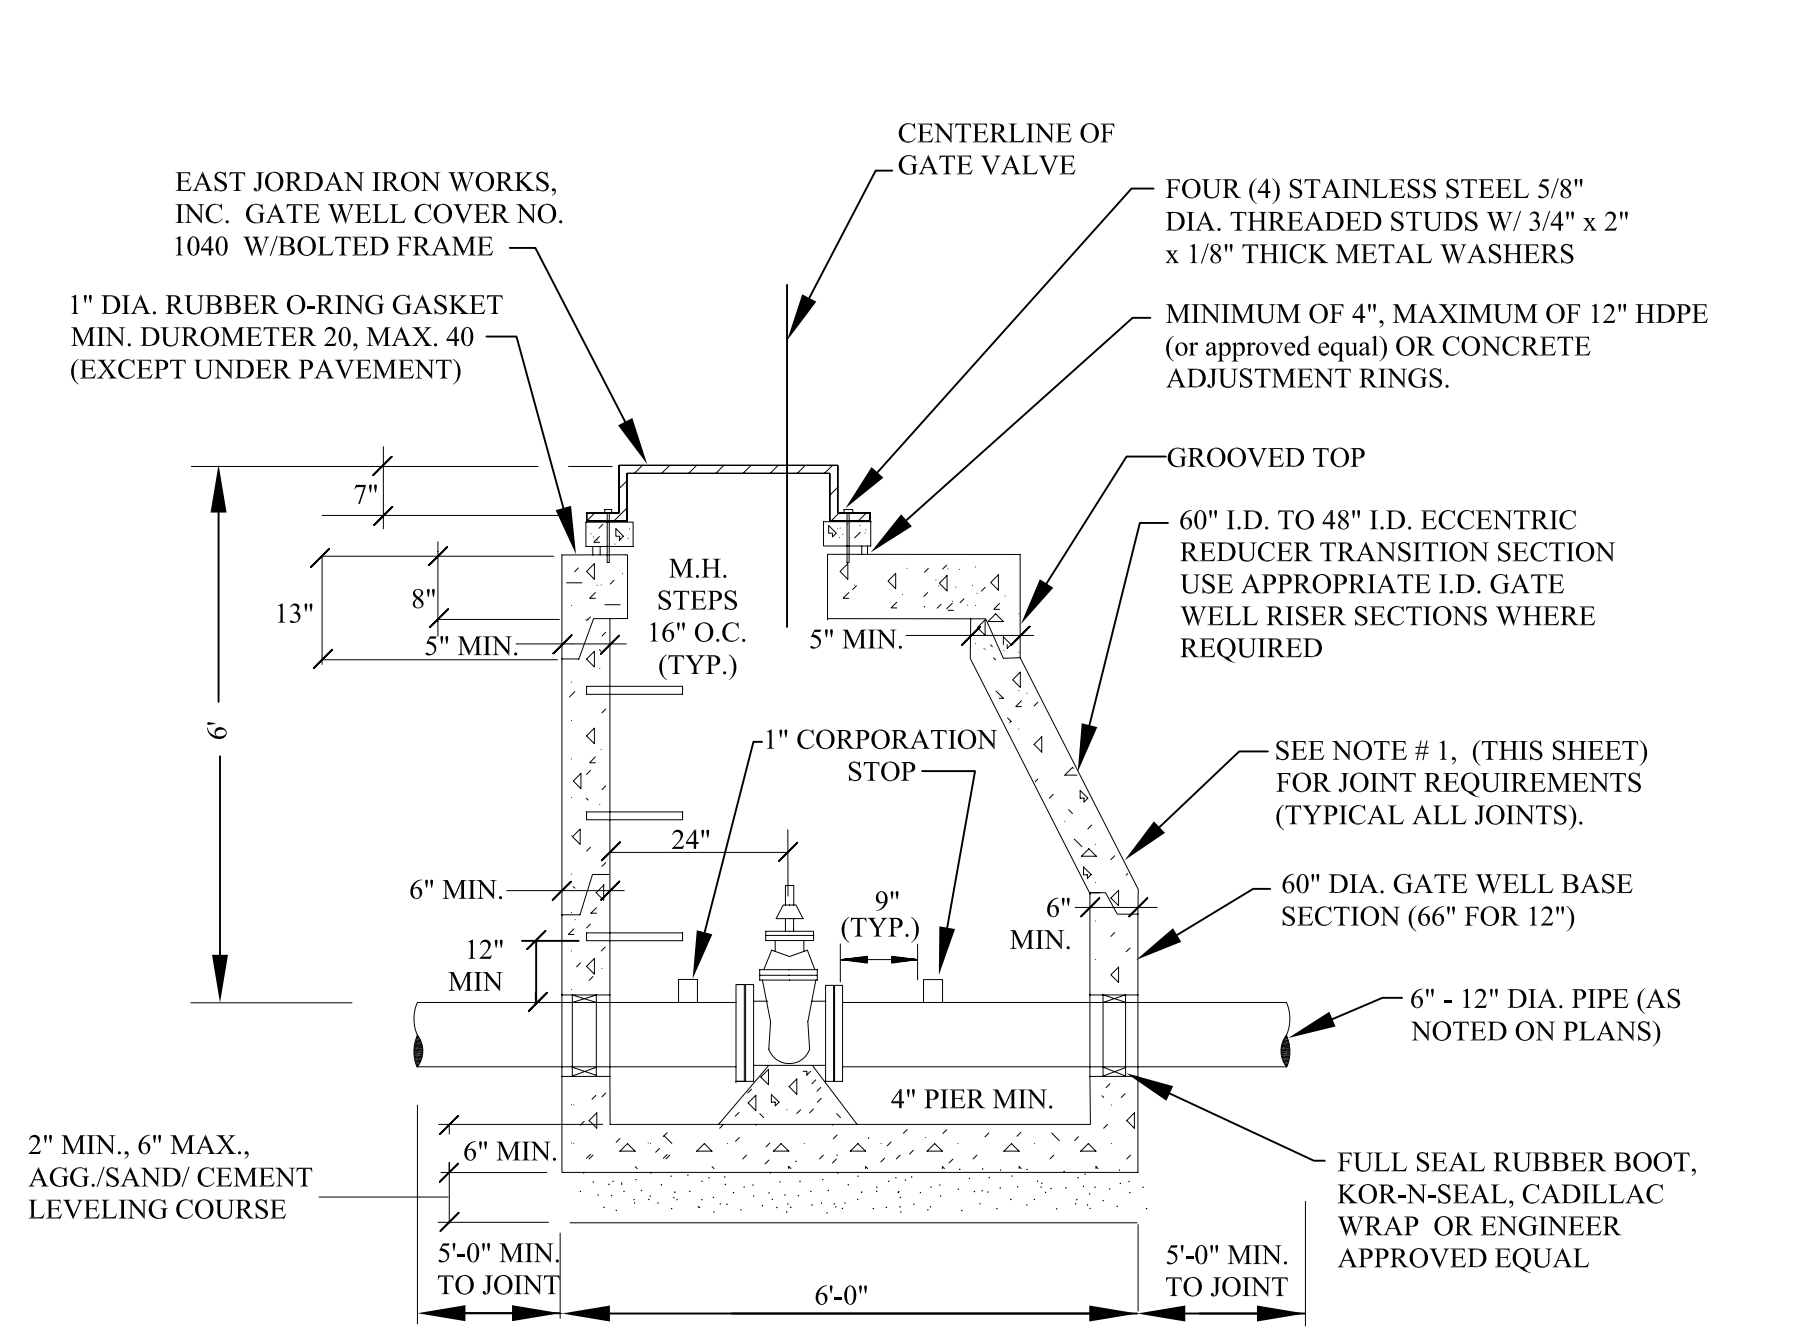 CENTERLINE OF
GATE VALVE
EAST JORDAN IRON WORKS,
INC. GATE WELL COVER NO.
1040 W/BOLTED FRAME
FOUR (4) STAINLESS STEEL 5/8"
DIA. THREADED STUDS W/ 3/4" x 2"
x 1/8" THICK METAL WASHERS
1" DIA. RUBBER O-RING GASKET
MIN. DUROMETER 20, MAX. 40
(EXCEPT UNDER PAVEMENT)
MINIMUM OF 4", MAXIMUM OF 12" HDPE
(or approved equal) OR CONCRETE
ADJUSTMENT RINGS.
GROOVED TOP
7"
60" I.D. TO 48" I.D. ECCENTRIC
REDUCER TRANSITION SECTION
USE APPROPRIATE I.D. GATE
WELL RISER SECTIONS WHERE
REQUIRED
M.H.
STEPS
16" O.C.
(TYP.)
13"
8"
5" MIN.
5" MIN.
6'
1" CORPORATION
STOP
SEE NOTE # 1, (THIS SHEET)
FOR JOINT REQUIREMENTS
(TYPICAL ALL JOINTS).
24"
6" MIN.
9"
(TYP.)
6"
MIN.
60" DIA. GATE WELL BASE
SECTION (66" FOR 12")
12"
MIN
6" - 12" DIA. PIPE (AS
NOTED ON PLANS)
4" PIER MIN.
2" MIN., 6" MAX.,
AGG./SAND/ CEMENT
LEVELING COURSE
6" MIN.
FULL SEAL RUBBER BOOT,
KOR-N-SEAL, CADILLAC
WRAP OR ENGINEER
APPROVED EQUAL
5'-0" MIN.
TO JOINT
6'-0"
5'-0" MIN.
TO JOINT